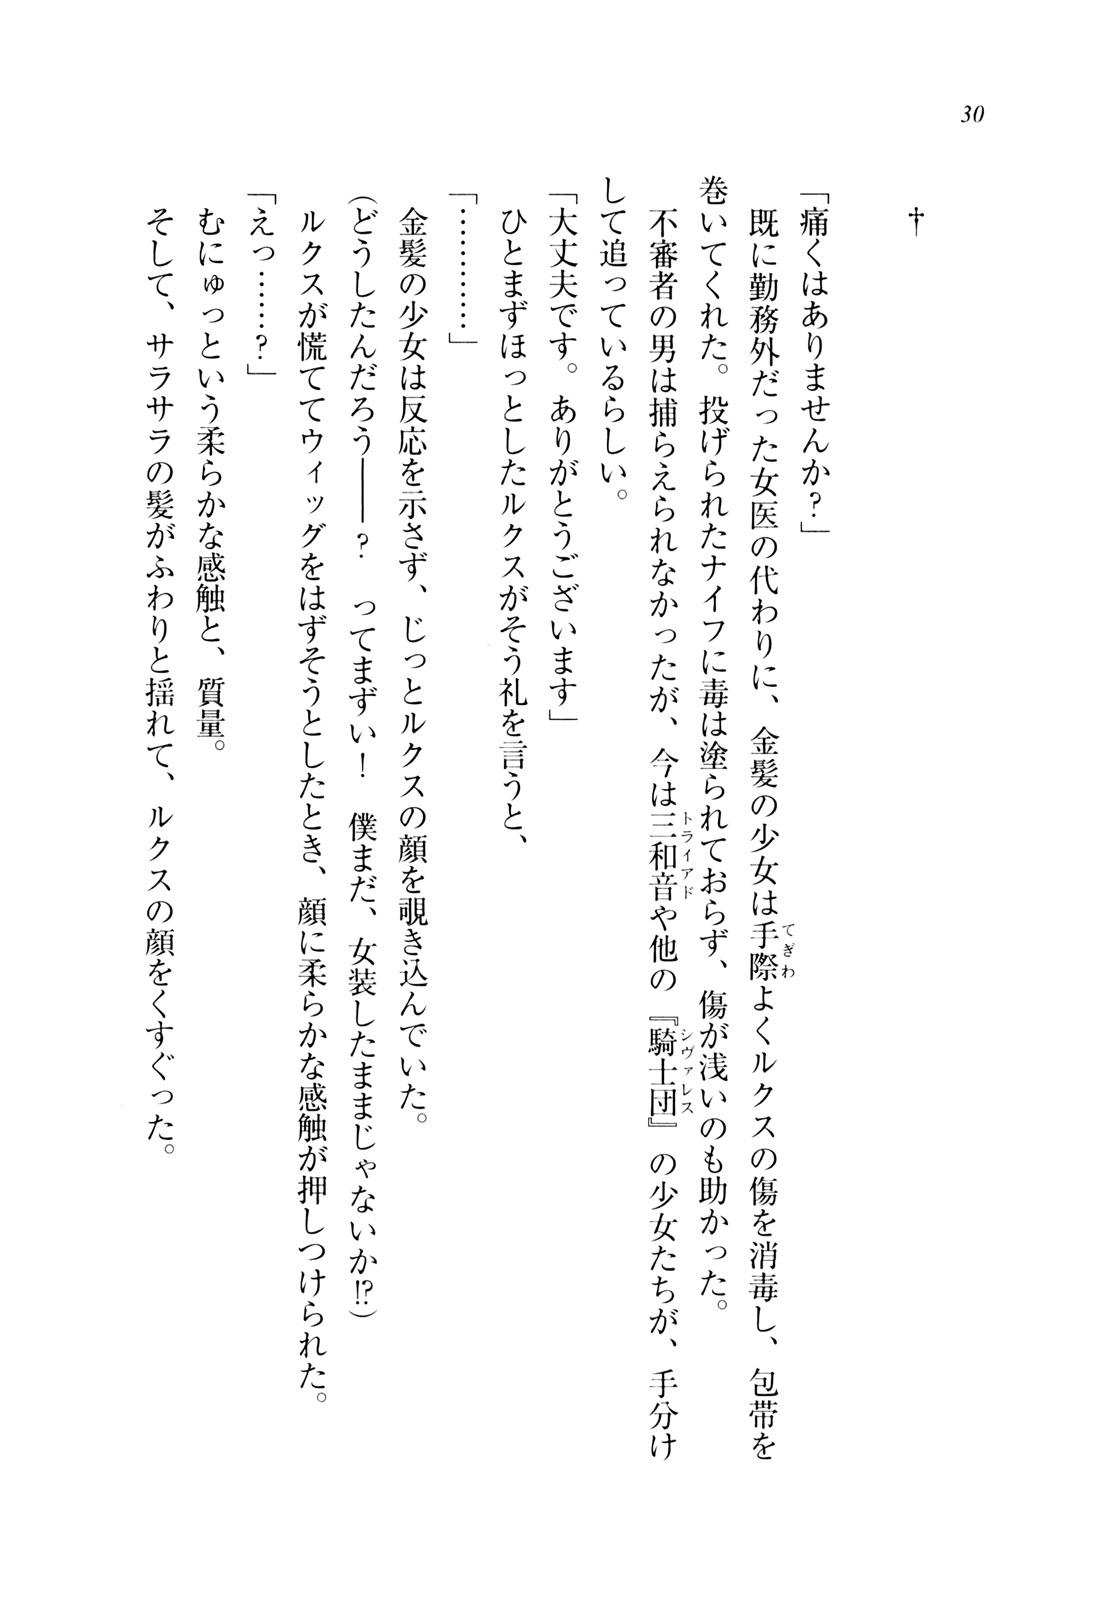 30
†
「痛くはありませんか？」
既に勤務外だった女医の代わりに、金髪の少女は手際よくルクスの傷を消毒し、包帯を
てぎわ
巻いてくれた。投げられたナイフに毒は塗られておらず、傷が浅いのも助かった。
不審者の男は捕らえられなかったが、今は三和音や他の『騎士団』の少女たちが、手分け
トライアド
シヴァレス
して追っているらしい。
「大丈夫です。ありがとうございます」
ひとまずほっとしたルクスがそう礼を言うと、
「…………」
金髪の少女は反応を示さず、じっとルクスの顔を覗き込んでいた。
（どうしたんだろう――？　ってまずい！　僕まだ、女装したままじゃないか!?）
ルクスが慌ててウィッグをはずそうとしたとき、顔に柔らかな感触が押しつけられた。
「えっ……？」
むにゅっという柔らかな感触と、質量。
そして、サラサラの髪がふわりと揺れて、ルクスの顔をくすぐった。